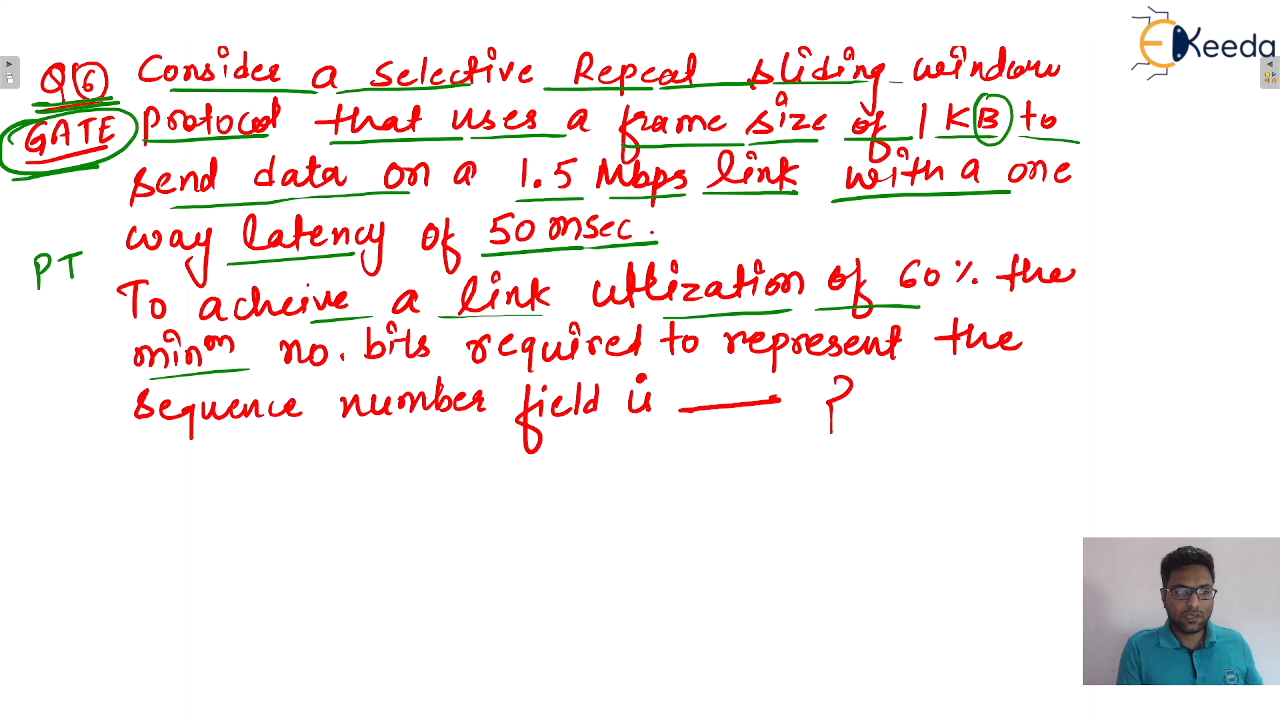 Q6 Consider a Selective Repeat sliding window
GATE protocol that uses a frame size of 1 KB to
send data on a 1.5 Mbps link with a one
way latency of 50 msec.
PT
To acheive a link utilization of 60% the
minm no. bits required to represent the
sequence number field is ____ ?
EKeeda